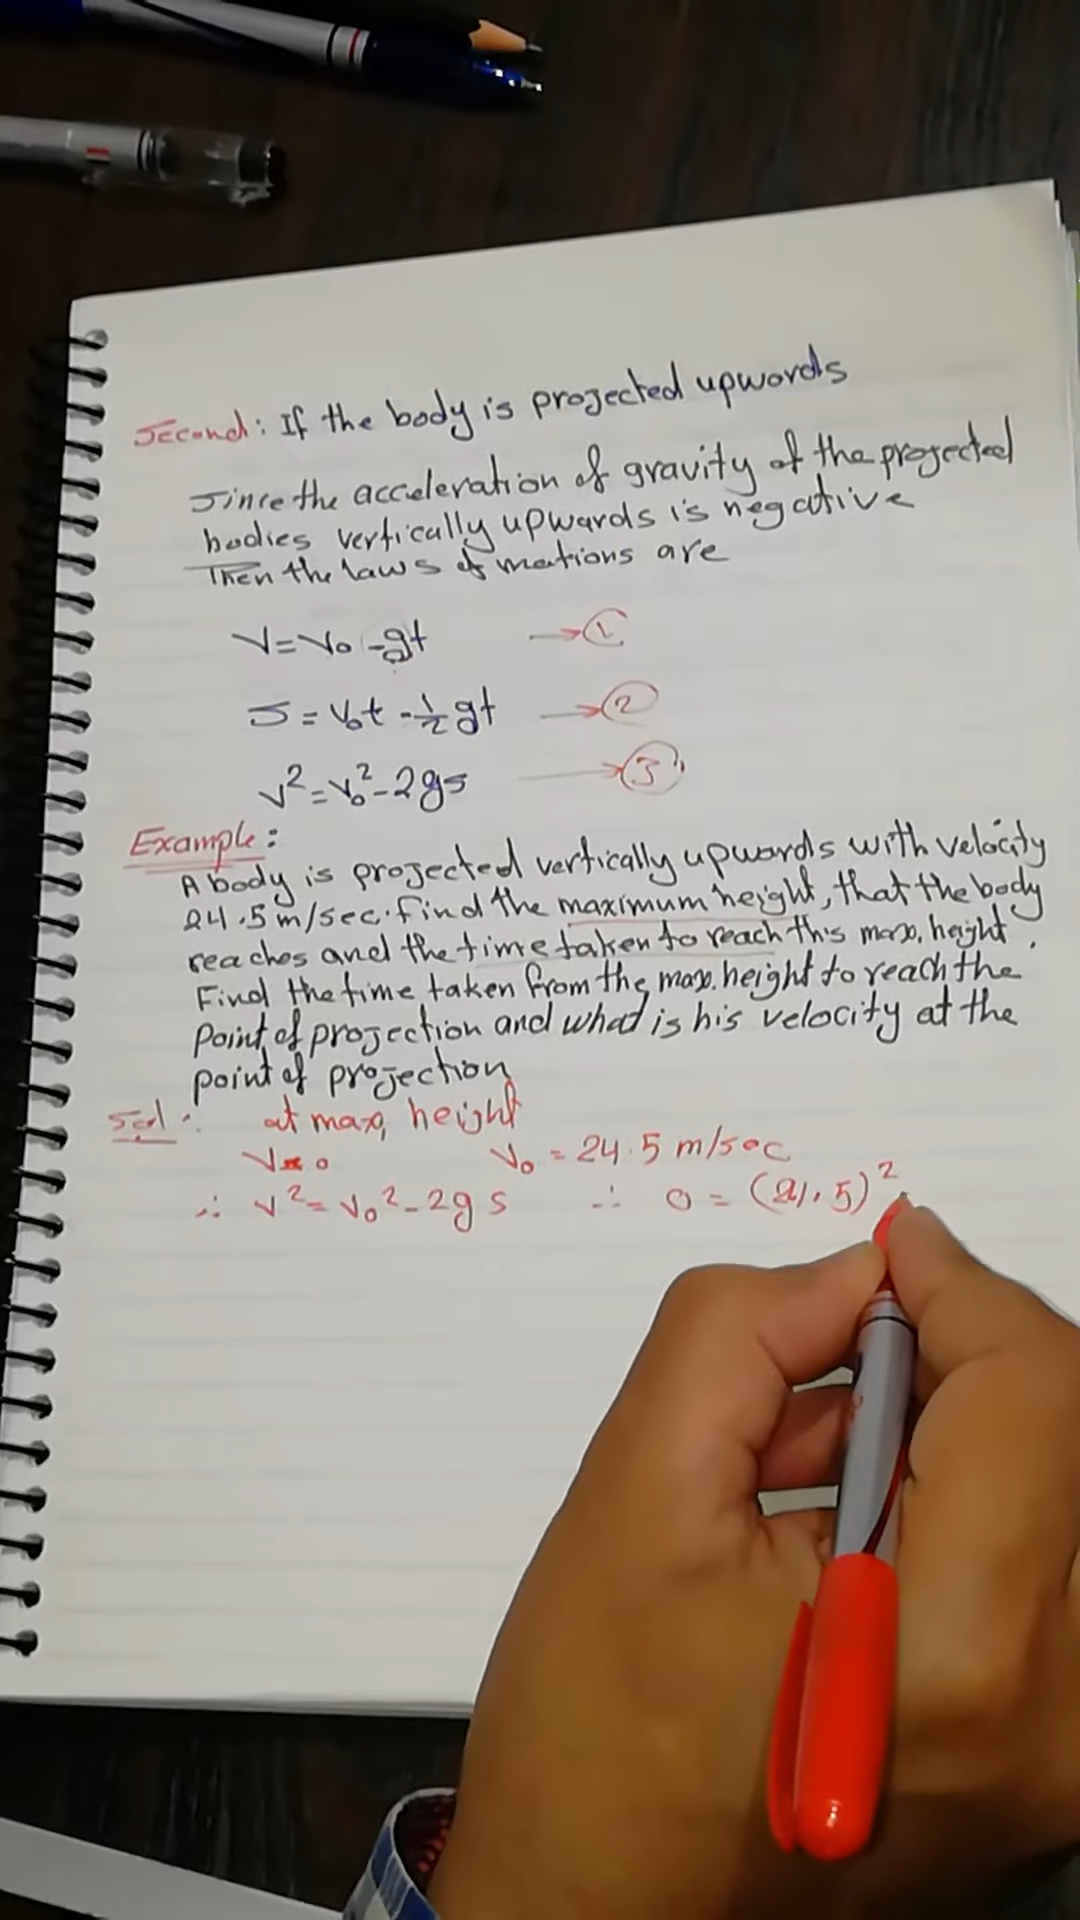 Second: If the body is projected upwords
Since the acceleration of gravity of the projected
bodies vertically upwards is negative
Then the laws of motions are
V = V₀ - gt → ①
S = V₀t - ½gt → ②
V² = V₀² - 2gs → ③
Example:
A body is projected vertically upwards with velocity
24.5 m/sec. find the maximum height, that the body
reaches and the time taken to reach this max. height.
Find the time taken from the max. height to reach the
point of projection and what is his velocity at the
point of projection
Sol: at max, height
V = 0 V₀ = 24.5 m/sec
∴ V² = V₀² - 2gs ∴ 0 = (24.5)²